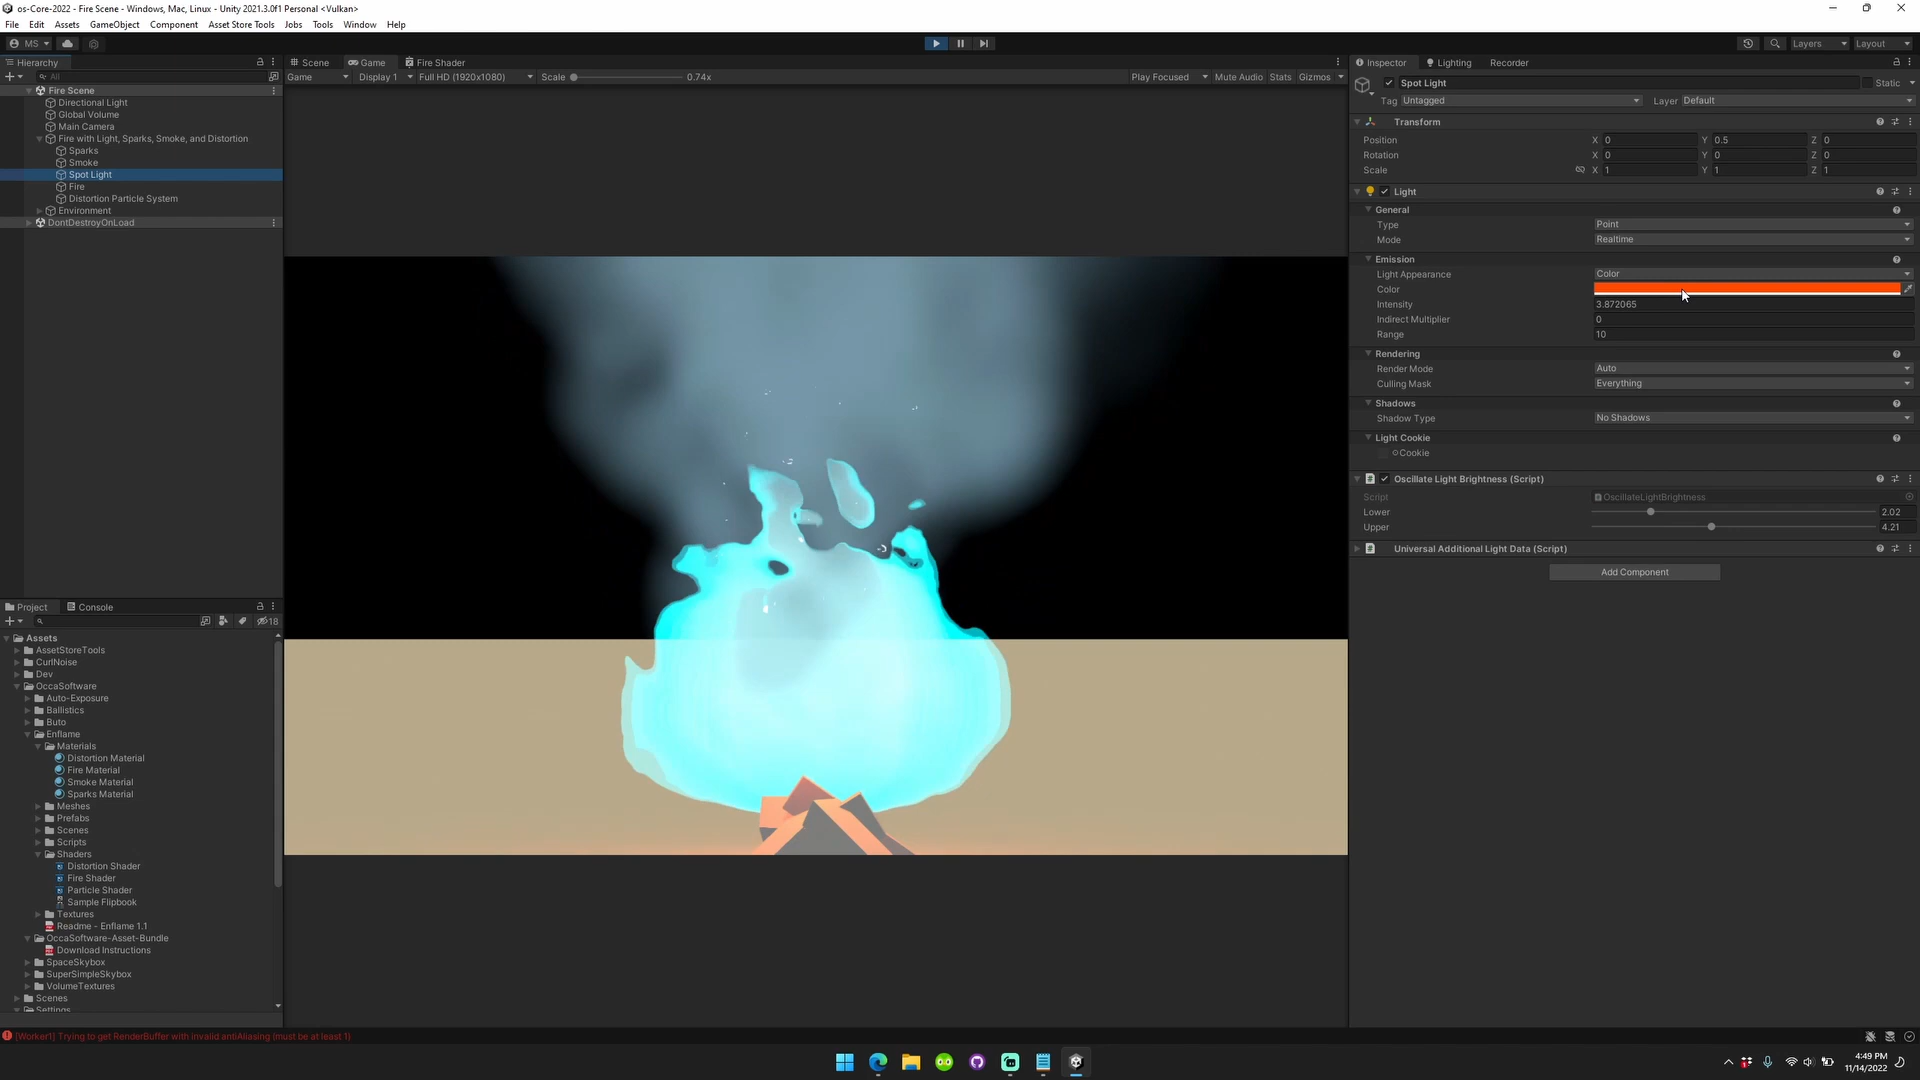 os-Core-2022 - Fire Scene - Windows, Mac, Linux - Unity 2021.3.0f1 Personal <Vulkan>
File Edit Assets GameObject Component Asset Store Tools Jobs Tools Window Help
MS Layers Layout
Hierarchy
All
Fire Scene
Directional Light
Global Volume
Main Camera
Fire with Light, Sparks, Smoke, and Distortion
Sparks
Smoke
Spot Light
Fire
Distortion Particle System
Environment
DontDestroyOnLoad
Scene Game Fire Shader
Game Display 1 Full HD (1920x1080) Scale 0.74x Play Focused Mute Audio Stats Gizmos
Inspector Lighting Recorder
Spot Light Static
Tag Untagged Layer Default
Transform
Position X 0 Y 0.5 Z 0
Rotation X 0 Y 0 Z 0
Scale X 1 Y 1 Z 1
Light
General
Type Point
Mode Realtime
Emission
Light Appearance Color
Color
Intensity 3.872065
Indirect Multiplier 0
Range 10
Rendering
Render Mode Auto
Culling Mask Everything
Shadows
Shadow Type No Shadows
Light Cookie
Cookie
Oscillate Light Brightness (Script)
Script OscillateLightBrightness
Lower 2.02
Upper 4.21
Universal Additional Light Data (Script)
Add Component
Project Console
18
Assets
AssetStoreTools
CurlNoise
Dev
OccaSoftware
Auto-Exposure
Ballistics
Buto
Enflame
Materials
Distortion Material
Fire Material
Smoke Material
Sparks Material
Meshes
Prefabs
Scenes
Scripts
Shaders
Distortion Shader
Fire Shader
Particle Shader
Sample Flipbook
Textures
Readme - Enflame 1.1
OccaSoftware-Asset-Bundle
Download Instructions
SpaceSkybox
SuperSimpleSkybox
VolumeTextures
Scenes
Settings
[Worker1] Trying to get RenderBuffer with invalid antiAliasing (must be at least 1)
4:49 PM
11/14/2022